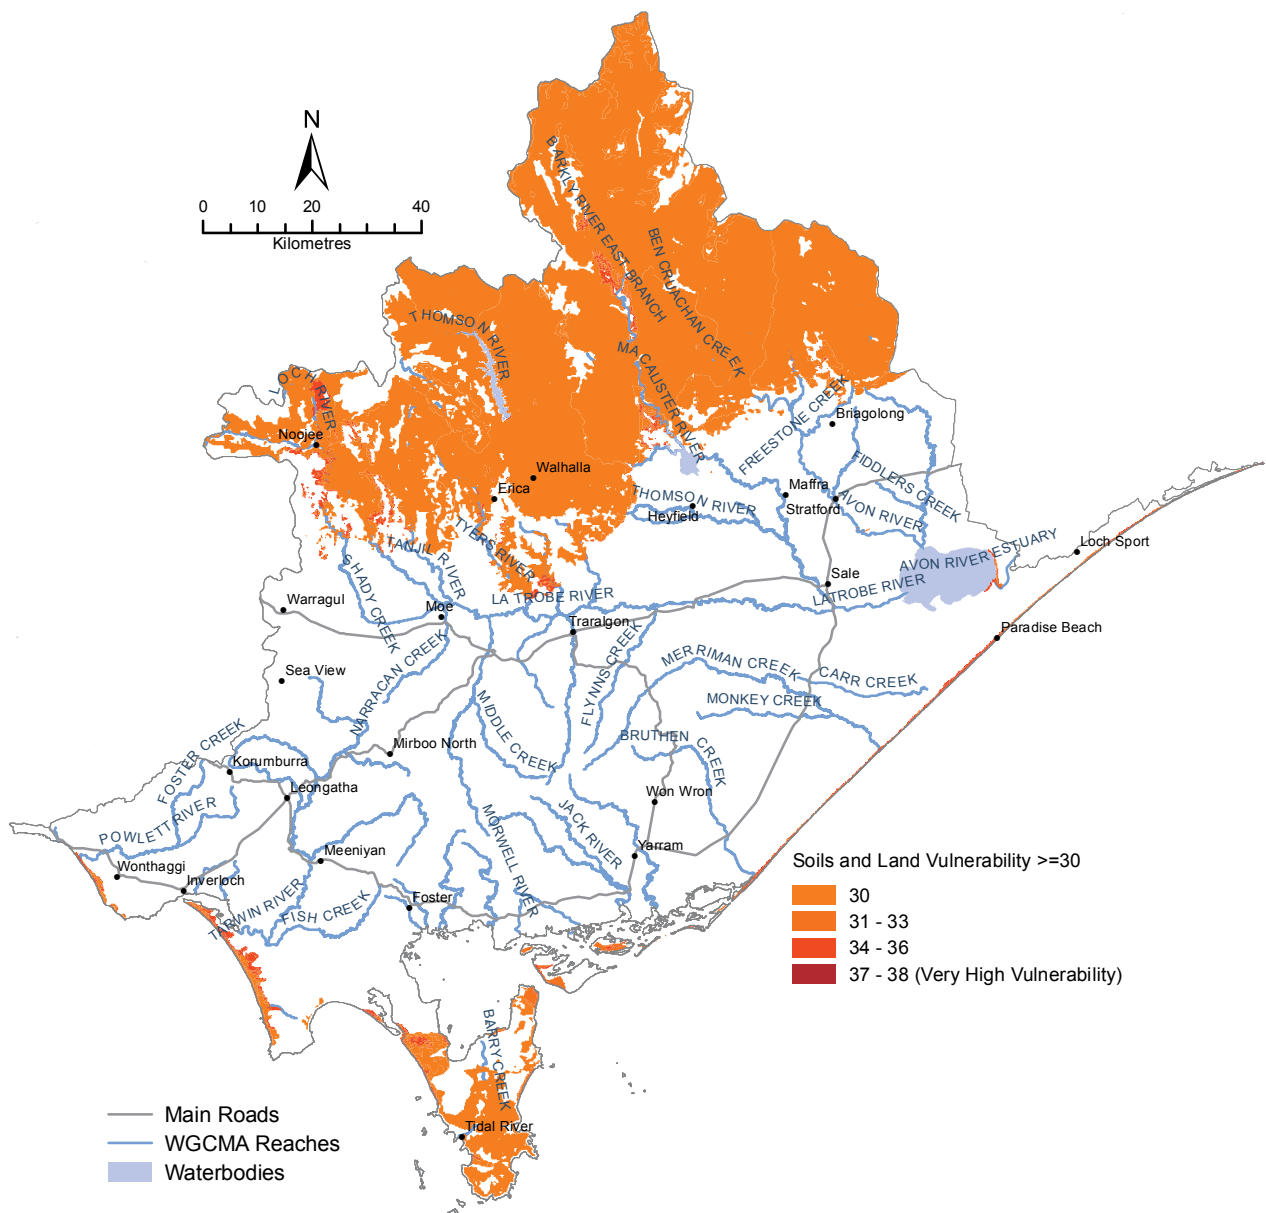 N
0 10 20 40
Kilometres
BARKLY RIVER EAST BRANCH
BEN CRUACHAN CREEK
THOMSON RIVER
MACALISTER RIVER
LOCH RIVER
Noojee
FREESTONE CREEK
Briagolong
Walhalla
Erica
FIDDLERS CREEK
Maffra
THOMSON RIVER
Heyfield
Stratford
AVON RIVER
TYERS RIVER
TANJIL RIVER
SHADY CREEK
AVON RIVER ESTUARY
Loch Sport
Sale
LATROBE RIVER
LA TROBE RIVER
Warragul
Moe
Traralgon
Paradise Beach
FLYNNS CREEK
NARRACAN CREEK
MERRIMAN CREEK
CARR CREEK
Sea View
MONKEY CREEK
MIDDLE CREEK
BRUTHEN CREEK
FOSTER CREEK
Mirboo North
Korumburra
Leongatha
Won Wron
POWLETT RIVER
JACK RIVER
MORWELL RIVER
Meeniyan
Yarram
Wonthaggi
Inverloch
TARWIN RIVER
FISH CREEK
Foster
BARRY CREEK
Tidal River
Soils and Land Vulnerability >=30
30
31 - 33
34 - 36
37 - 38 (Very High Vulnerability)
Main Roads
WGCMA Reaches
Waterbodies